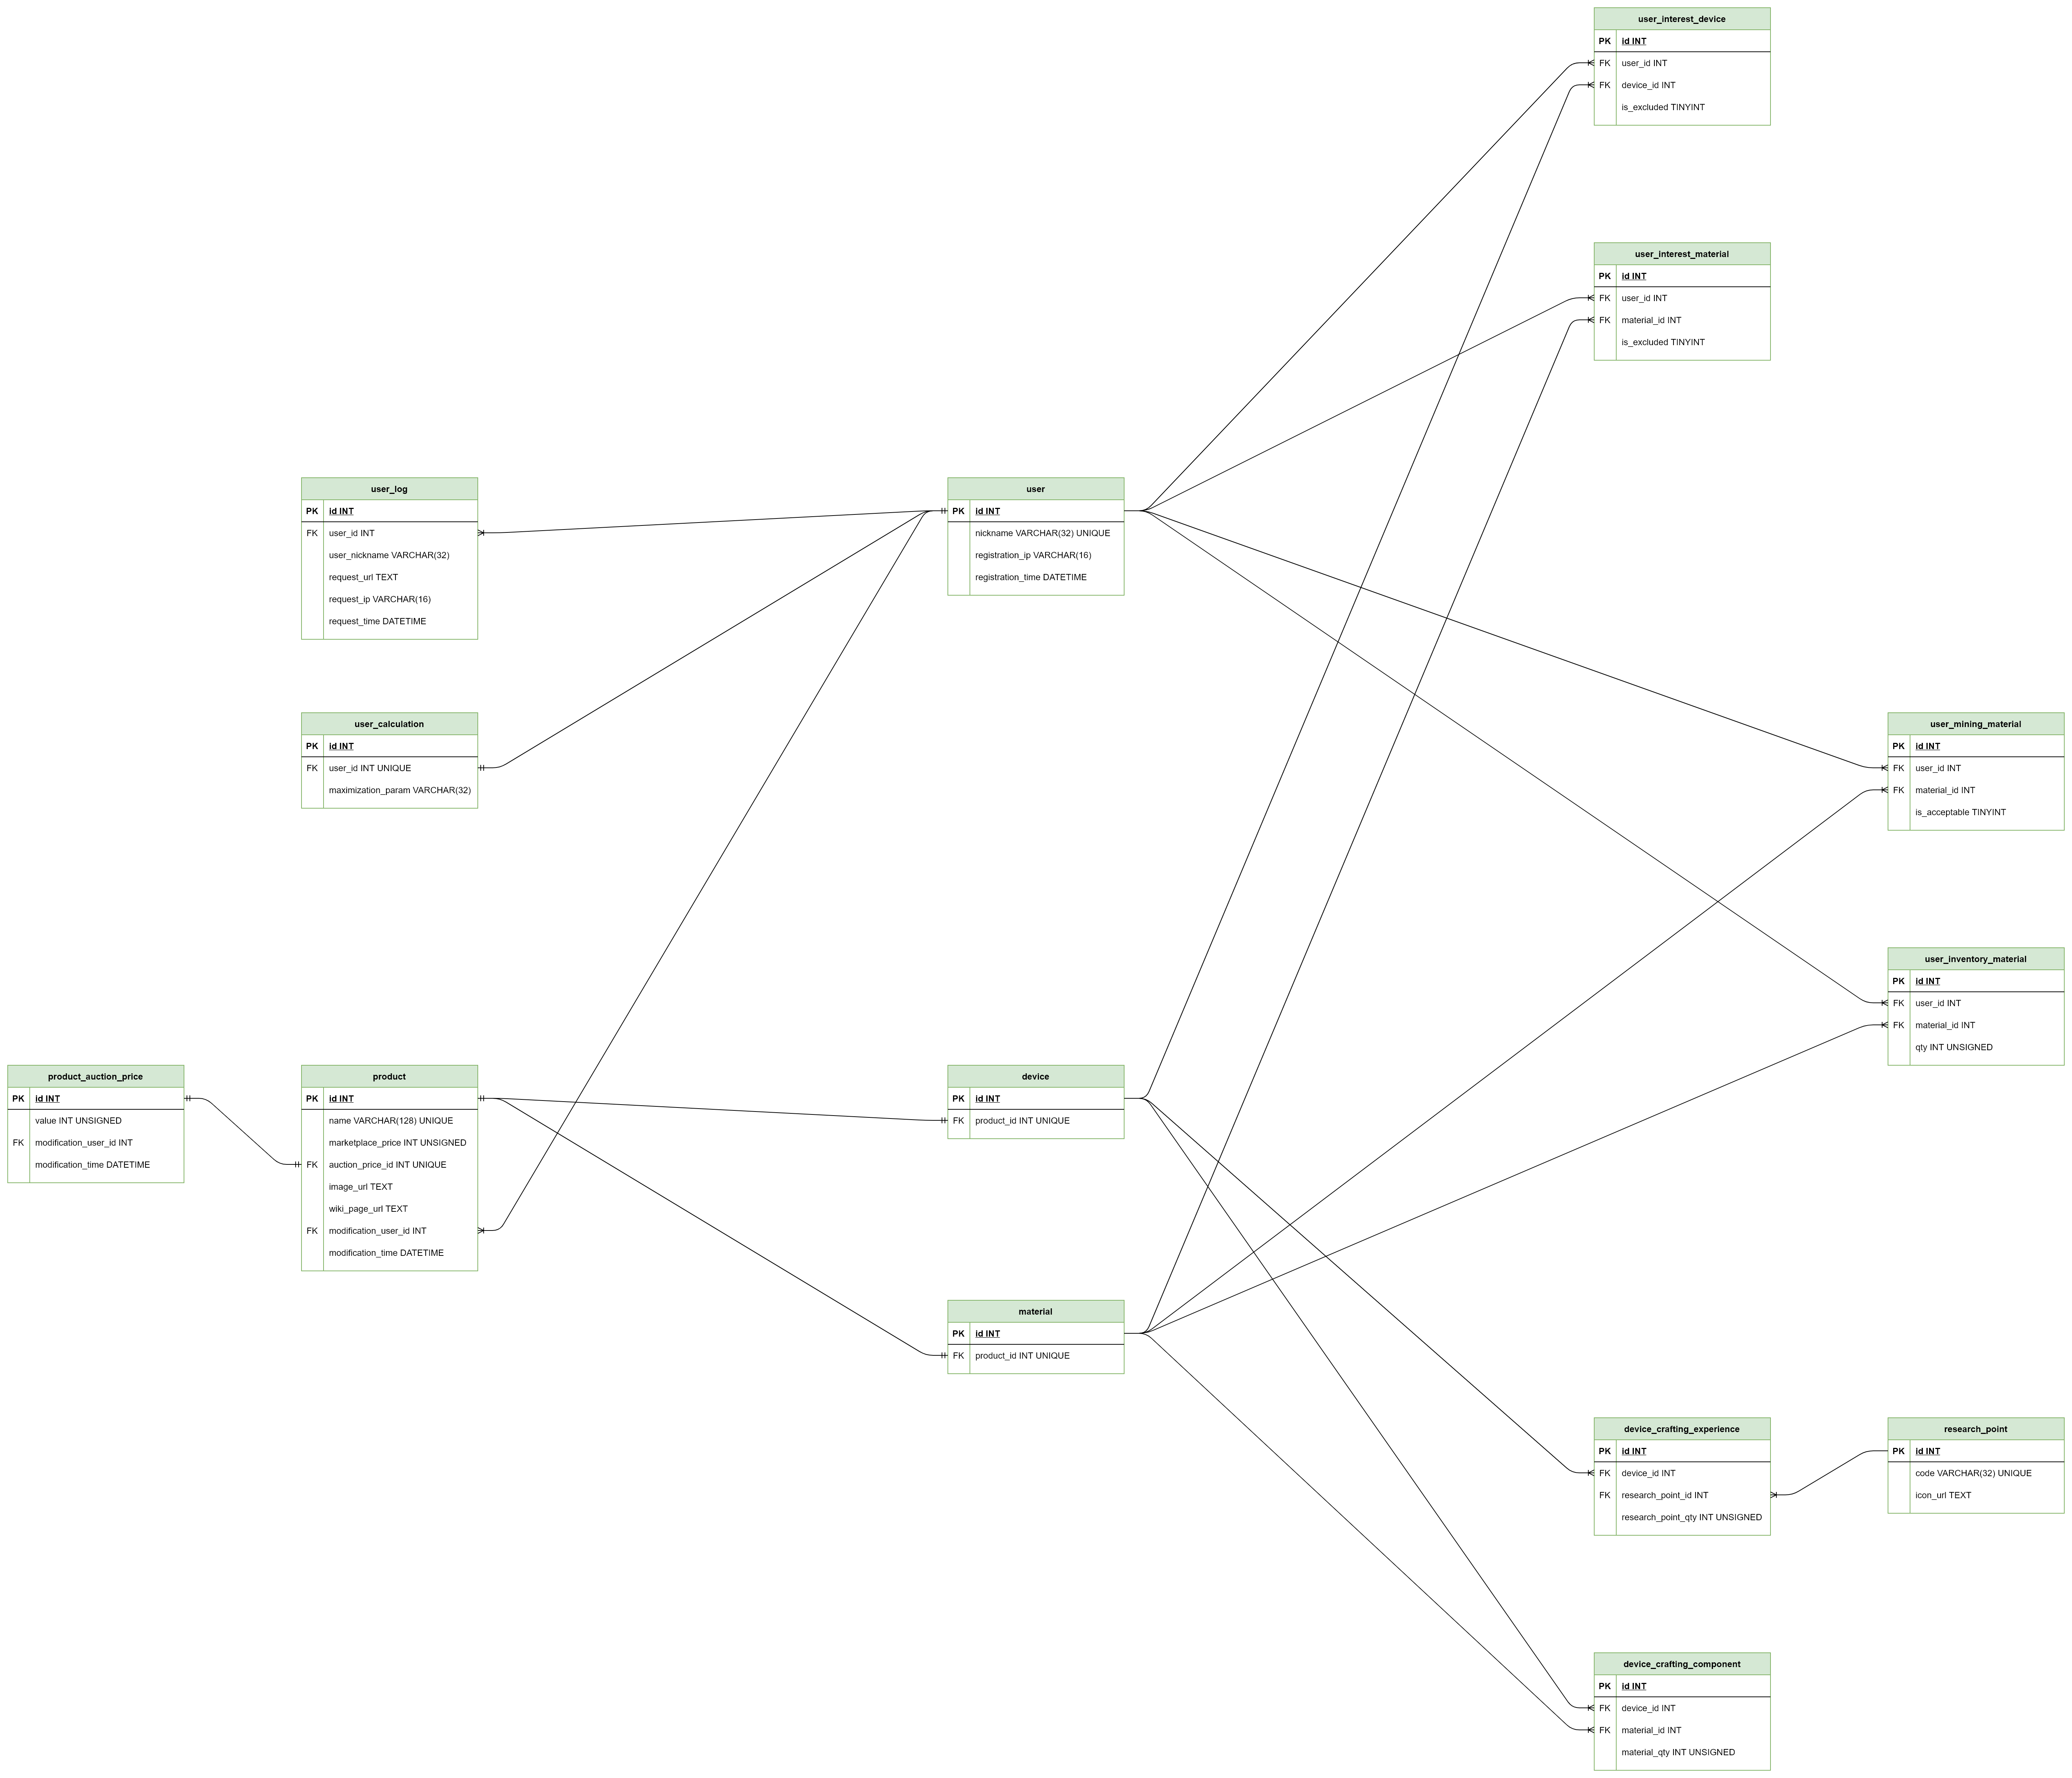 user_interest_device
PK id INT
FK user_id INT
FK device_id INT
is_excluded TINYINT
user_interest_material
PK id INT
FK user_id INT
FK material_id INT
is_excluded TINYINT
user_log
PK id INT
FK user_id INT
user_nickname VARCHAR(32)
request_url TEXT
request_ip VARCHAR(16)
request_time DATETIME
user
PK id INT
nickname VARCHAR(32) UNIQUE
registration_ip VARCHAR(16)
registration_time DATETIME
user_calculation
PK id INT
FK user_id INT UNIQUE
maximization_param VARCHAR(32)
user_mining_material
PK id INT
FK user_id INT
FK material_id INT
is_acceptable TINYINT
user_inventory_material
PK id INT
FK user_id INT
FK material_id INT
qty INT UNSIGNED
product_auction_price
PK id INT
value INT UNSIGNED
FK modification_user_id INT
modification_time DATETIME
product
PK id INT
name VARCHAR(128) UNIQUE
marketplace_price INT UNSIGNED
FK auction_price_id INT UNIQUE
image_url TEXT
wiki_page_url TEXT
FK modification_user_id INT
modification_time DATETIME
device
PK id INT
FK product_id INT UNIQUE
material
PK id INT
FK product_id INT UNIQUE
device_crafting_experience
PK id INT
FK device_id INT
FK research_point_id INT
research_point_qty INT UNSIGNED
research_point
PK id INT
code VARCHAR(32) UNIQUE
icon_url TEXT
device_crafting_component
PK id INT
FK device_id INT
FK material_id INT
material_qty INT UNSIGNED